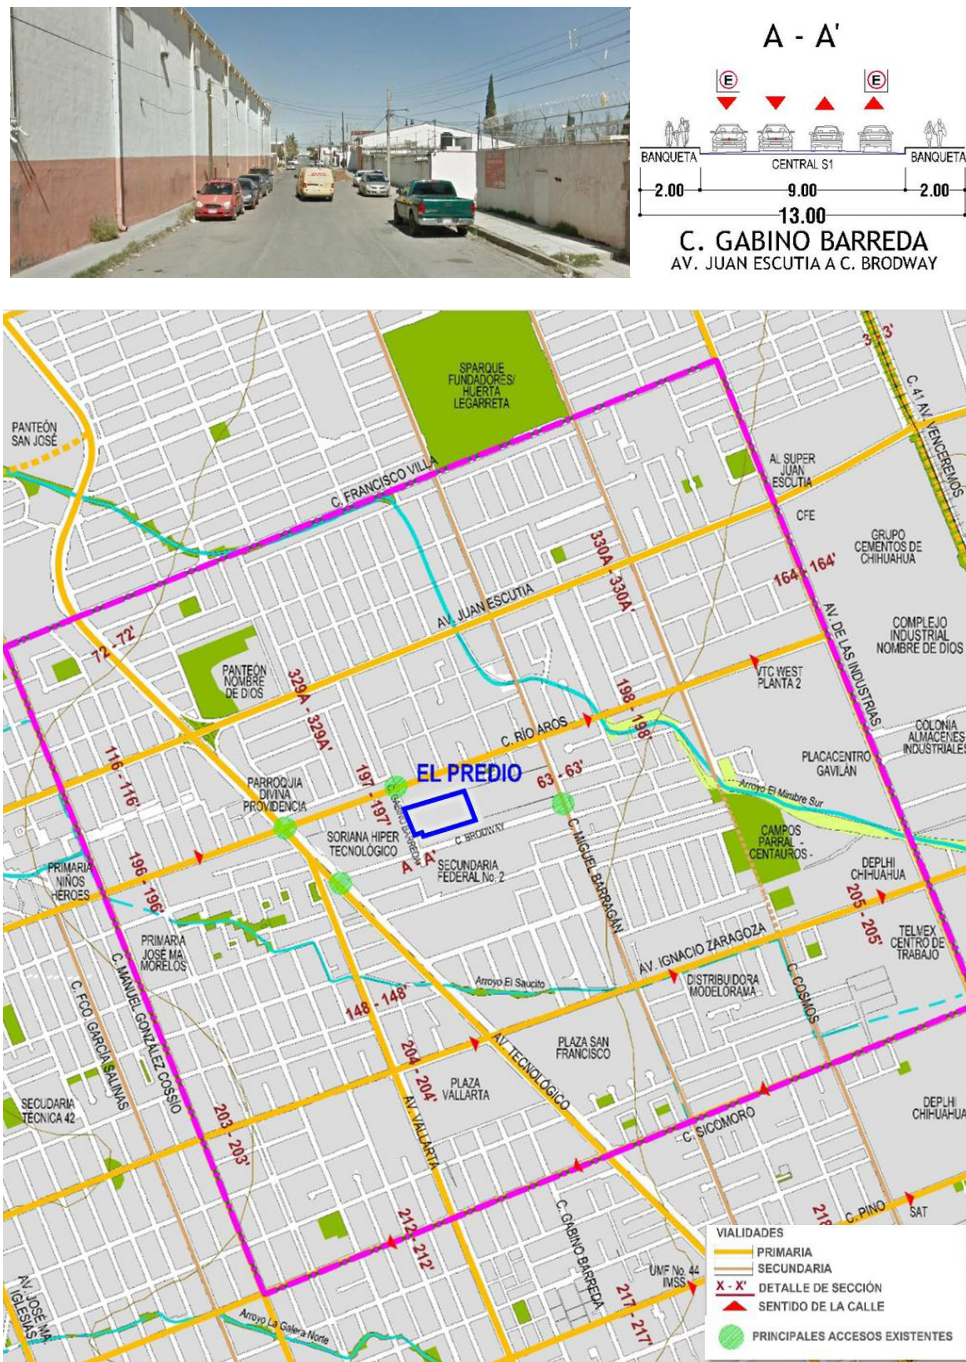 A - A'
E
E
BANQUETA
CENTRAL S1
BANQUETA
2.00
9.00
2.00
13.00
C. GABINO BARREDA
AV. JUAN ESCUTIA A C. BRODWAY
SPARQUE
FUNDADORES/
HUERTA
LEGARRETA
3 - 3'
C. 41 AV. VENCEREMOS
PANTEÓN
SAN JOSÉ
C. FRANCISCO VILLA
AL SUPER
JUAN
ESCUTIA
CFE
GRUPO
CEMENTOS DE
CHIHUAHUA
330A - 330A'
164 - 164'
AV. JUAN ESCUTIA
72 - 72'
AV. DE LAS INDUSTRIAS
COMPLEJO
INDUSTRIAL
NOMBRE DE DIOS
PANTEÓN
NOMBRE
DE DIOS
329A - 329A'
VTC WEST
PLANTA 2
198 - 198'
C. RÍO AROS
COLONIA
ALMACENES
INDUSTRIALES
PLACACENTRO
GAVILÁN
116 - 116'
PARROQUIA
DIVINA
PROVIDENCIA
197 - 197'
EL PREDIO
63 - 63'
Arroyo El Mimbre Sur
C. GABINO BARREDA
C. BRODWAY
SORIANA HIPER
TECNOLÓGICO
A - A'
SECUNDARIA
FEDERAL No. 2
C. MIGUEL BARRAGÁN
CAMPOS
PARRAL -
CENTAUROS -
PRIMARIA
NIÑOS
HÉROES
196 - 196'
DEPLHI
CHIHUAHUA
205 - 205'
PRIMARIA
JOSÉ MA.
MORELOS
AV. IGNACIO ZARAGOZA
TELMEX
CENTRO DE
TRABAJO
C. MANUEL GONZÁLEZ COSSIO
C. FCO. GARCÍA SALINAS
Arroyo El Saucito
148 - 148'
DISTRIBUIDORA
MODELORAMA
C. COSMOS
AV. TECNOLÓGICO
PLAZA SAN
FRANCISCO
204 - 204'
PLAZA
VALLARTA
AV. VALLARTA
SECUDARIA
TÉCNICA 42
203 - 203'
C. SICOMORO
DEPLHI
CHIHUAHUA
C. GABINO BARREDA
212 - 212'
218
C. PINO
SAT
UMF No. 44
IMSS
217 - 217'
AV. JOSÉ MA.
IGLESIAS
Arroyo La Galera Norte
VIALIDADES
PRIMARIA
SECUNDARIA
X - X' DETALLE DE SECCIÓN
SENTIDO DE LA CALLE
PRINCIPALES ACCESOS EXISTENTES